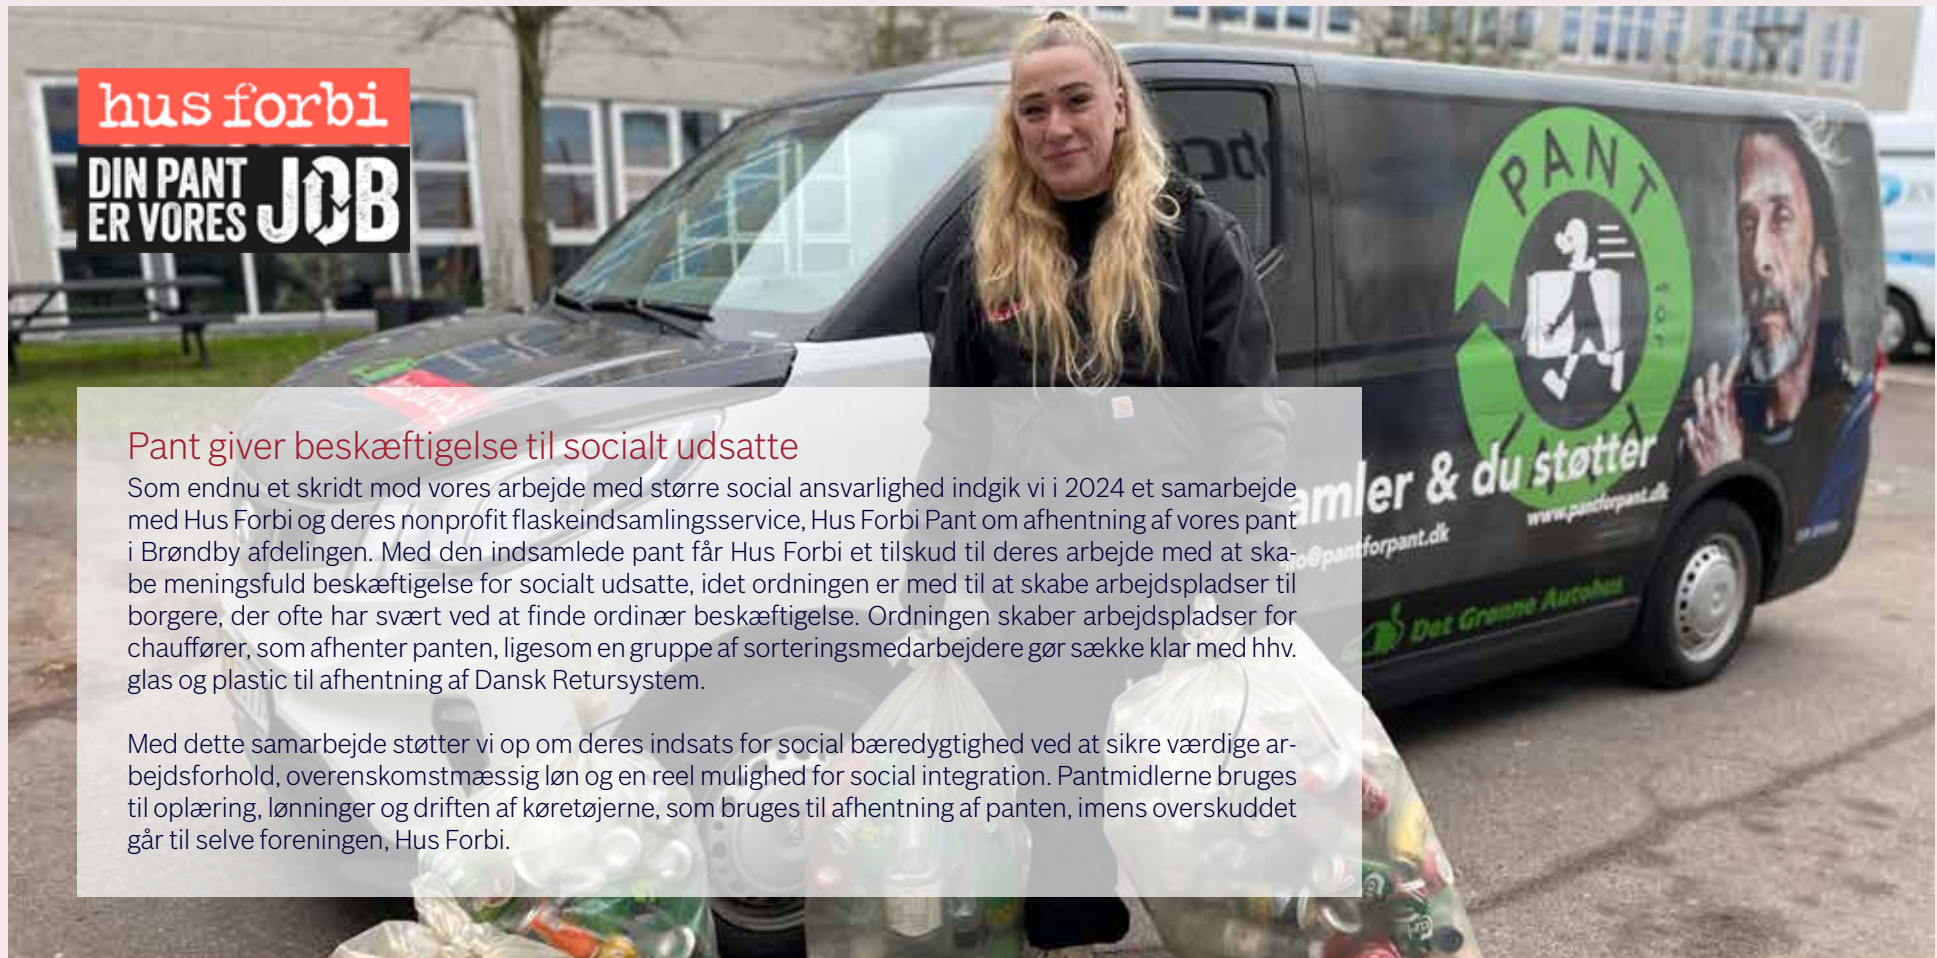 hus forbi
DIN PANT
ER VORES JOB
PANT
for
Pant giver beskæftigelse til socialt udsatte
Som endnu et skridt mod vores arbejde med større social ansvarlighed indgik vi i 2024 et samarbejde
med Hus Forbi og deres nonprofit flaskeindsamlingsservice, Hus Forbi Pant om afhentning af vores pant
i Brøndby afdelingen. Med den indsamlede pant får Hus Forbi et tilskud til deres arbejde med at ska-
be meningsfuld beskæftigelse for socialt udsatte, idet ordningen er med til at skabe arbejdspladser til
borgere, der ofte har svært ved at finde ordinær beskæftigelse. Ordningen skaber arbejdspladser for
chauffører, som afhenter panten, ligesom en gruppe af sorteringsmedarbejdere gør sække klar med hhv.
glas og plastic til afhentning af Dansk Retursystem.
Med dette samarbejde støtter vi op om deres indsats for social bæredygtighed ved at sikre værdige ar-
bejdsforhold, overenskomstmæssig løn og en reel mulighed for social integration. Pantmidlerne bruges
til oplæring, lønninger og driften af køretøjerne, som bruges til afhentning af panten, imens overskuddet
går til selve foreningen, Hus Forbi.
amler & du støtter
www.pantforpant.dk
@pantforpant.dk
Det Grønne Autohus